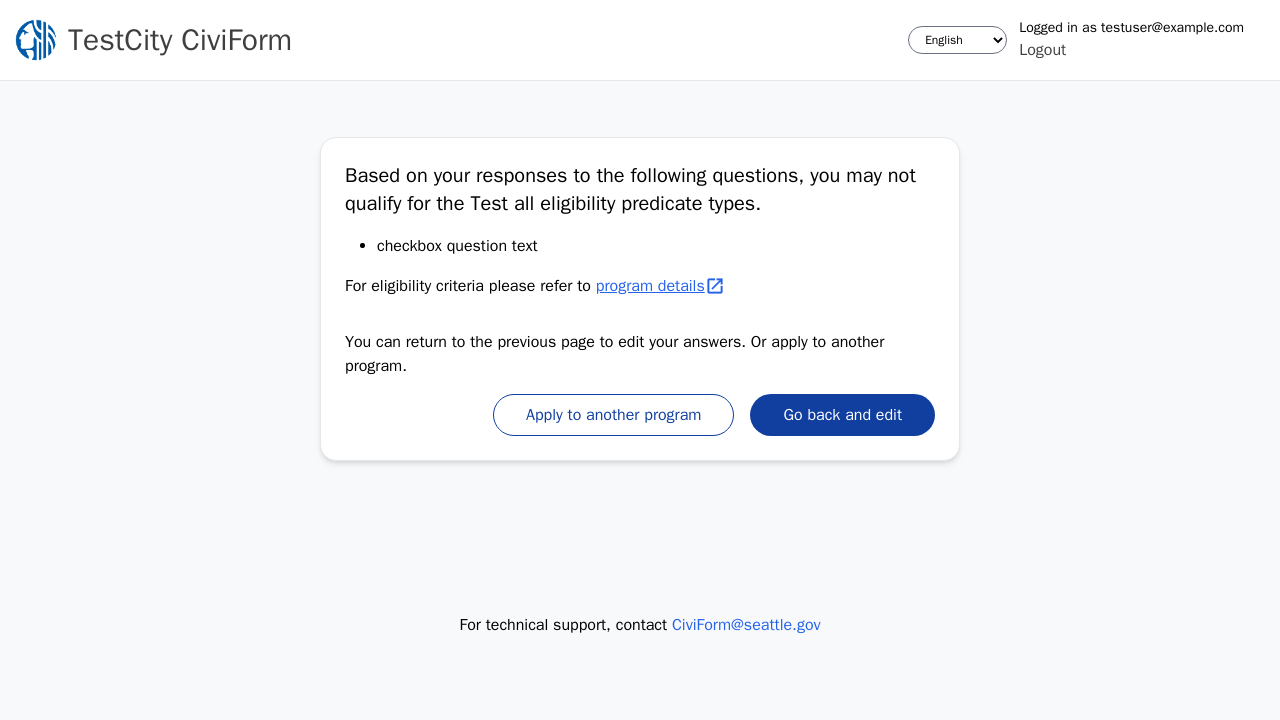 TestCity CiviForm
English
Logged in as testuser@example.com
Logout
Based on your responses to the following questions, you may not
qualify for the Test all eligibility predicate types.
• checkbox question text
For eligibility criteria please refer to program details
You can return to the previous page to edit your answers. Or apply to another
program.
Apply to another program
Go back and edit
For technical support, contact CiviForm@seattle.gov